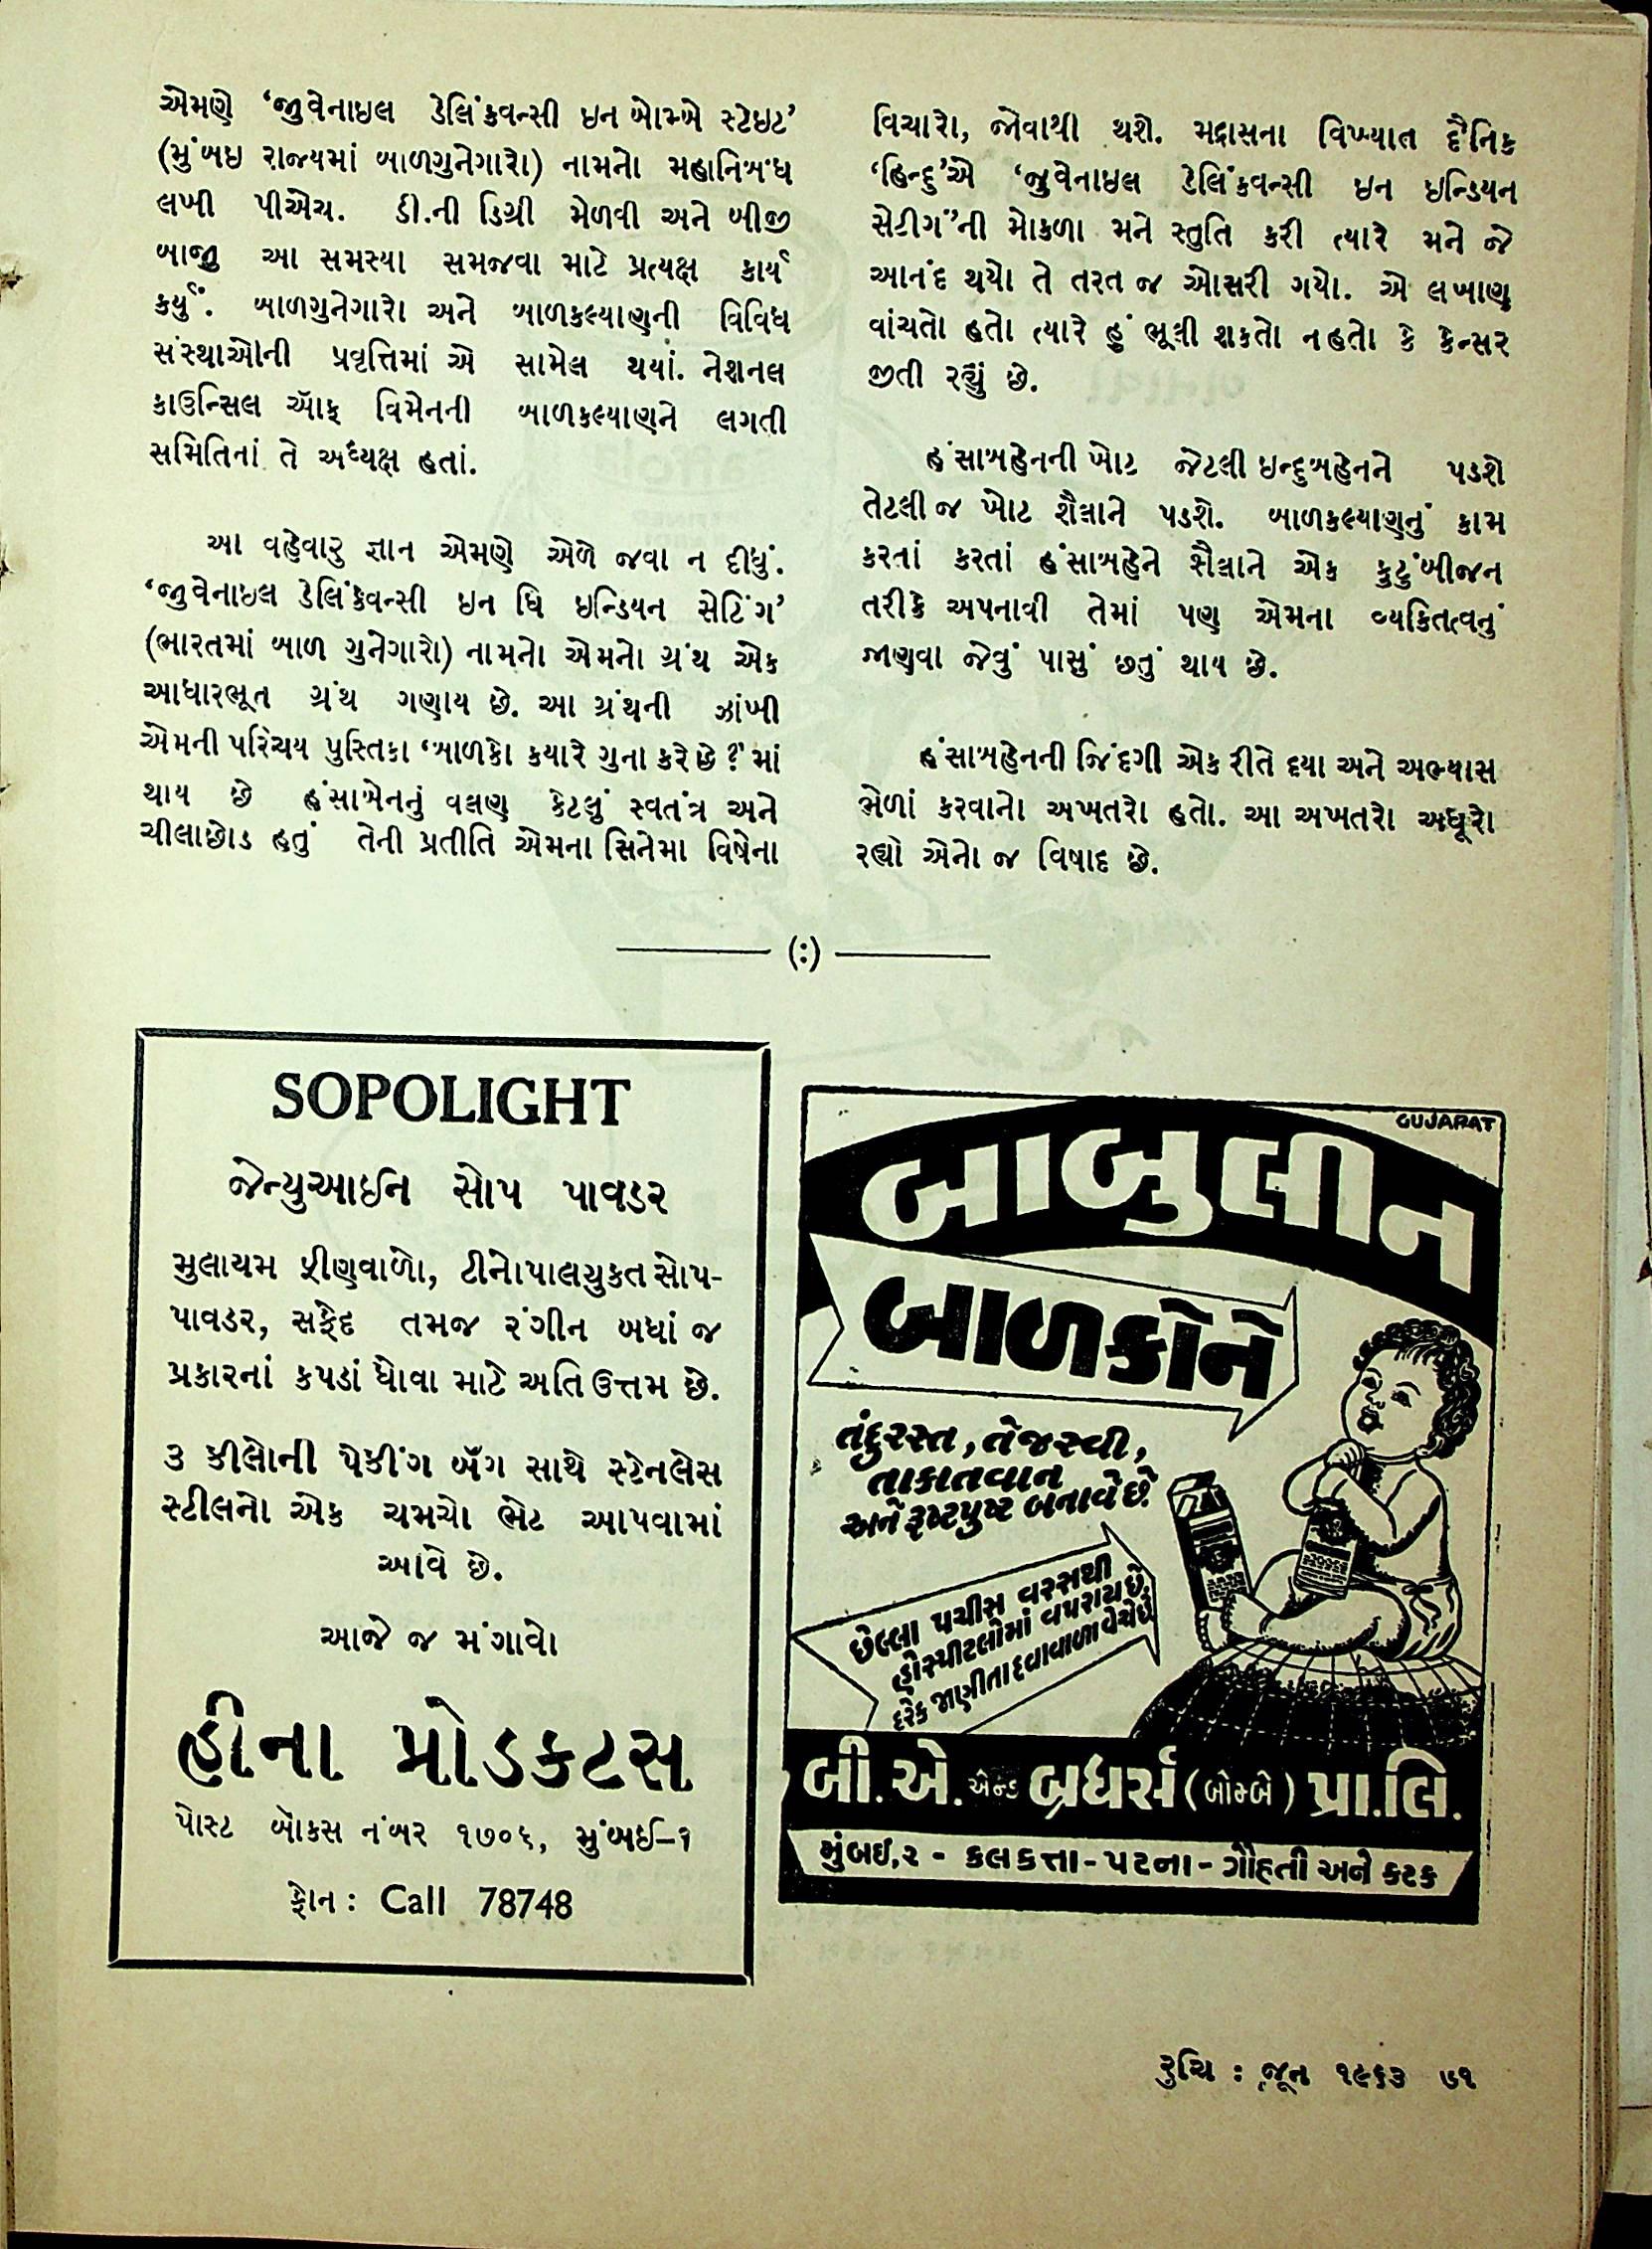 એમણે ‘જીુવેનાઇલ ડેલિંકવન્સી ઇન બોમ્બે સ્ટેઇટ’
(મુંબઇ રાજ્યમાં બાળગુનેગારો) નામનો મહાનિબંધ
લખી પીએચ. ડી.ની ડિગ્રી મેળવી અને બીજી
બાજી આ સમસ્યા સમજવા માટે પ્રત્યક્ષ કાર્ય
કર્યું. બાળગુનેગારો અને બાળકલ્યાણની વિવિધ
સંસ્થાઓની પ્રવૃત્તિમાં એ સામેલ થયાં. નેશનલ
કાઉન્સિલ ઑફ વિમેનની બાળકલ્યાણને લગતી
સમિતિનાં તે અધ્યક્ષ હતાં.
આ વહેવારુ જ્ઞાન એમણે એળે જવા ન દીધું.
‘જીુવેનાઇલ ડેલિંકવન્સી ઇન ધિ ઇન્ડિયન સેટિંગ’
(ભારતમાં બાળ ગુનેગારો) નામનો એમનો ગ્રંથ એક
આધારભૂત ગ્રંથ ગણાય છે. આ ગ્રંથની ઝાંખી
એમની પરિચય પુસ્તિકા ‘બાળકો કયારે ગુના કરે છે?’માં
થાય છે હંસાબેનનું વલણ કેટલું સ્વતંત્ર અને
ચીલાછોડ હતું તેની પ્રતીતિ એમના સિનેમા વિષેના
વિચારો, જોવાથી થશે. મદ્રાસના વિખ્યાત દૈનિક
‘હિન્દુ’એ ‘જુવેનાઇલ ડેલિંકવન્સી ઇન ઇન્ડિયન
સેટીગ”ની મોકળા મને સ્તુતિ કરી ત્યારે મને જે
આનંદ થયો તે તરત જ ઓસરી ગયો. એ લખાણ
વાંચતો હતો ત્યારે હું ભૂલી શકતો નહતો કે કેન્સર
જીતી રહ્યું છે.
હંસાબહેનની ખોટ જેટલી ઇન્દુબહેનને પડશે
તેટલી જ ખોટ શૈલાને પડશે. બાળકલ્યાણનું કામ
કરતાં કરતાં હંસાબહેને શૈલાને એક કુટુંબીજન
તરીકે અપનાવી તેમાં પણ એમના વ્યકિતત્વનું
જાણવા જેવું પાસું છતું થાય છે.
હંસાબહેનની જિંદગી એક રીતે દયા અને અભ્યાસ
ભેળાં કરવાનો અખતરો હતો. આ અખતરો અધૂરો
રહ્યો એનો જ વિષાદ છે.
(:)
SOPOLIGHT
જેન્યુઆઈન સોપ પાવડર
મુલાયમ ફીણવાળો, ટીનોપાલયુકત સોપ-
પાવડર, સફેદ તમજ રંગીન બધાં જ
પ્રકારનાં કપડાં ધોવા માટે અતિ ઉત્તમ છે.
૩ કીલોની પેકીંગ બૅગ સાથે સ્ટેનલેસ
સ્ટીલનો એક ચમચો ભેટ આપવામાં
આવે છે.
આજે જ મંગાવો
હીના પ્રોડકટસ
પોસ્ટ બૉકસ નંબર ૧૭૦૬, મુંબઈ-૧
ફોન : Call 78748
GUJARAT
બાબુલીન
બાળકોને
તંદુરસ્ત, તેજસ્વી,
તાકાતવાન
અને હૃષ્ટપુષ્ટ બનાવે છે.
છેલ્લા પચીસ વરસથી
હોસ્પીટલોમાં વપરાય છે.
દરેક જાણીતા દવાવાળા વેચે છે
બી. એ. એન્ડ બ્રધર્સ (બોમ્બે) પ્રા.લિ.
મુંબઇ,૨ - કલકત્તા - પટના - ગૌહતી અને કટક
રુચિ : જૂન ૧૯૬૩ ૭૧